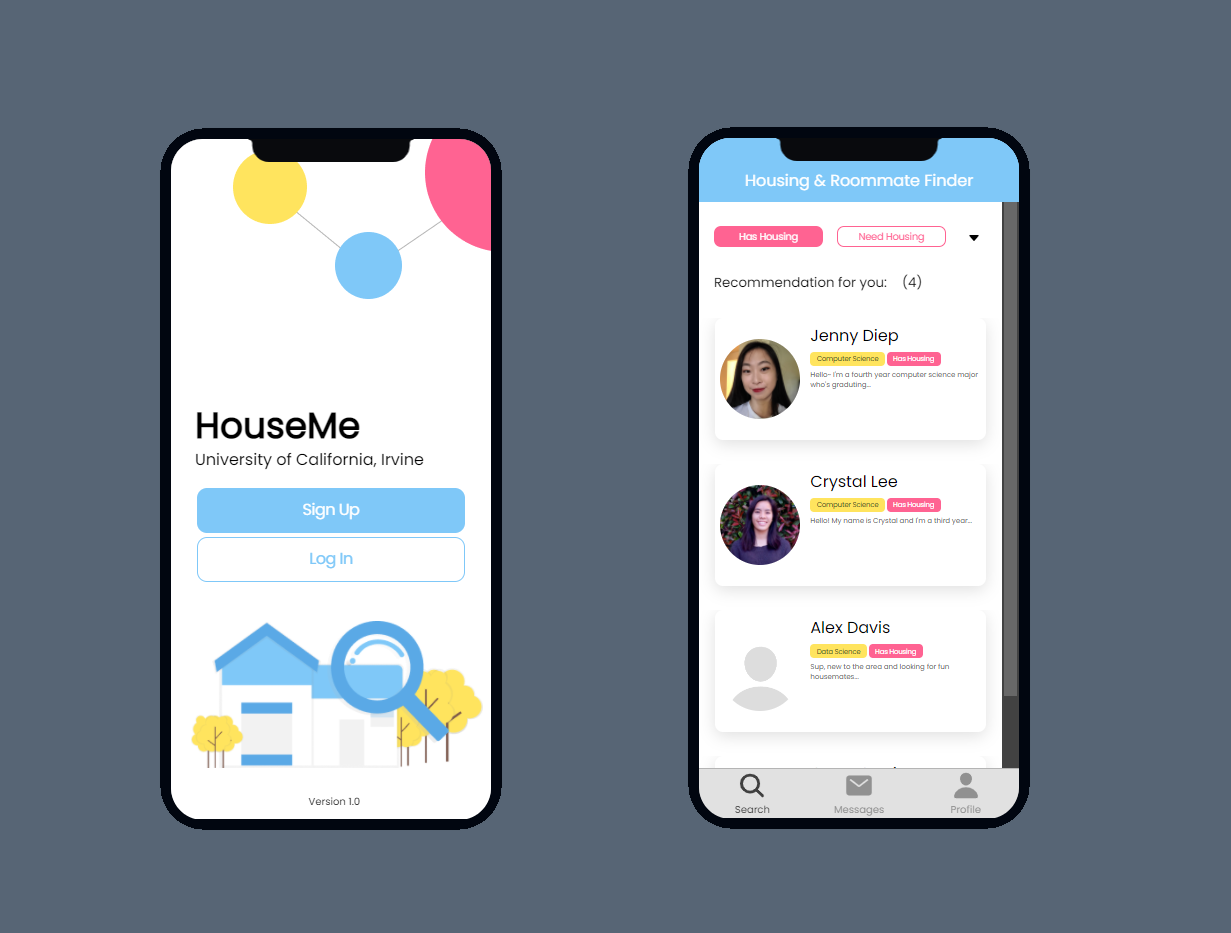 HouseMe
University of California, Irvine
Sign Up
Log In
Version 1.0
Housing & Roommate Finder
Has Housing
Need Housing
Recommendation for you: (4)
Jenny Diep
Computer Science
Has Housing
Hello- I'm a fourth year computer science major
who's graduting...
Crystal Lee
Computer Science
Has Housing
Hello! My name is Crystal and I'm a third year...
Alex Davis
Data Science
Has Housing
Sup, new to the area and looking for fun
housemates...
Search
Messages
Profile